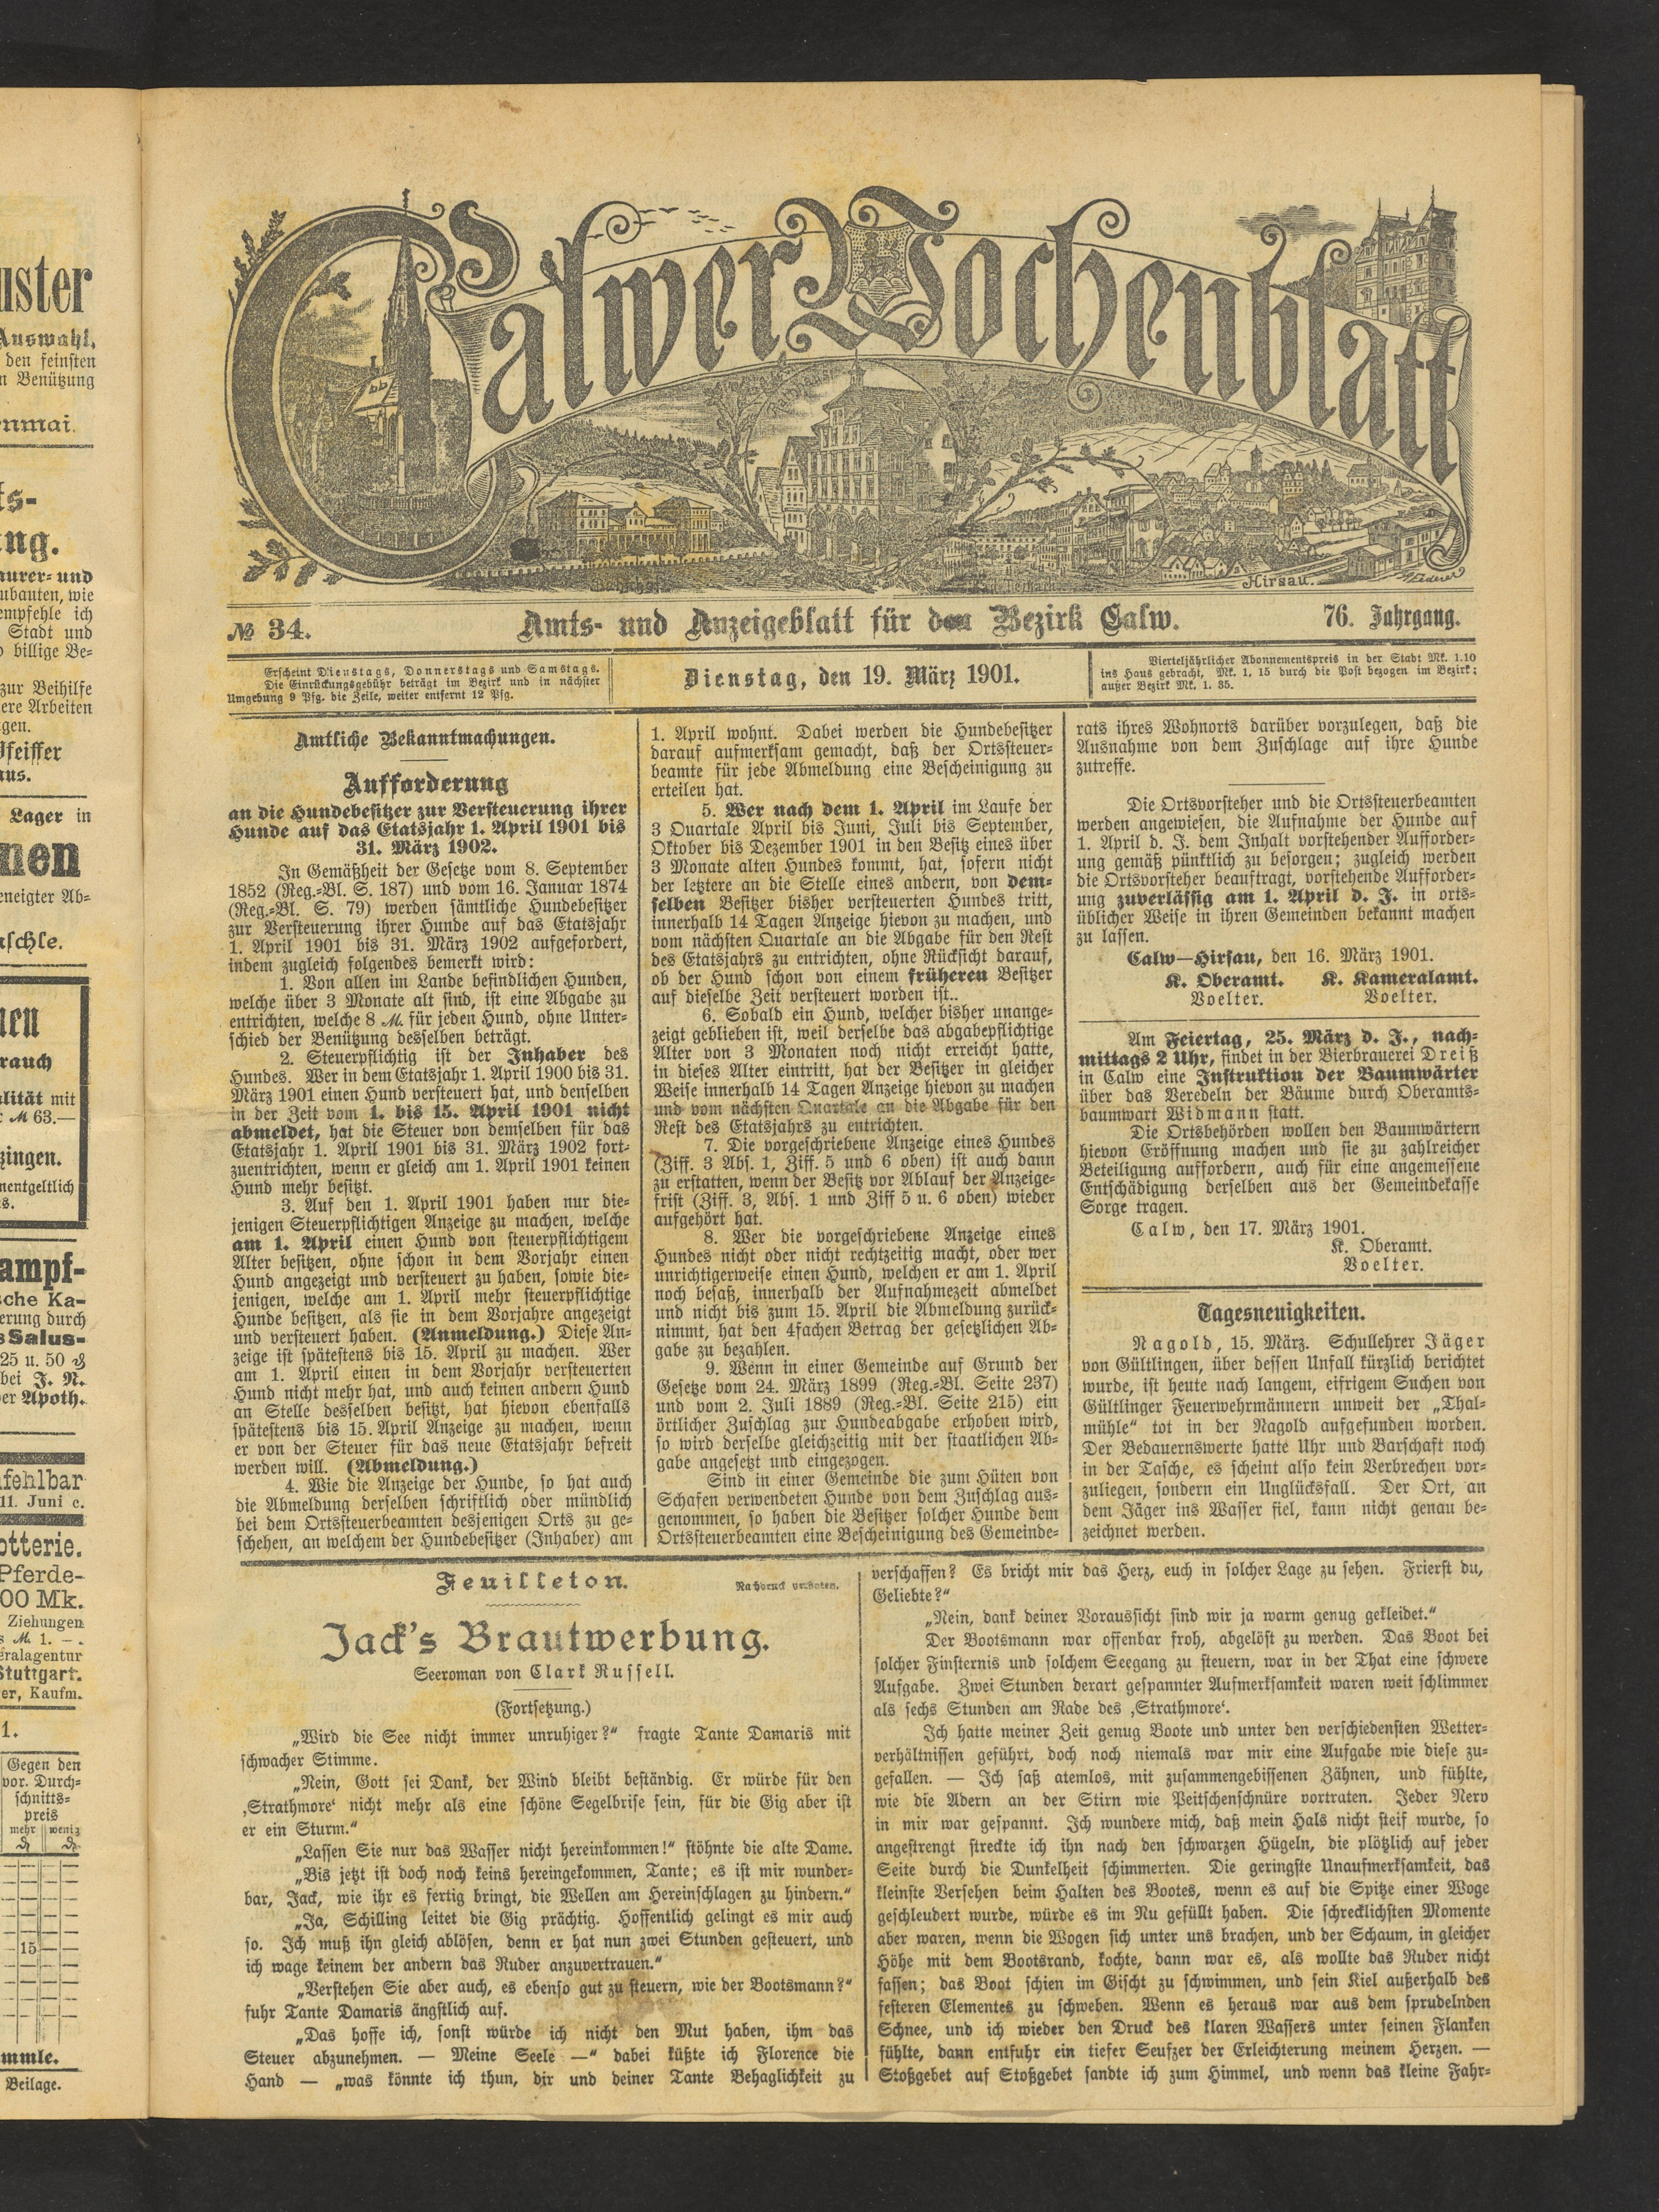 Calwer Wochenblatt
Hirsau.
№ 34.
Amts- und Anzeigeblatt für den Bezirk Calw.
76. Jahrgang.
Erscheint Dienstags, Donnerstags und Samstags.
Die Einrückungsgebühr beträgt im Bezirk und in nächster
Umgebung 9 Pfg. die Zeile, weiter entfernt 12 Pfg.
Dienstag, den 19. März 1901.
Vierteljährlicher Abonnementspreis in der Stadt Mk. 1.10
ins Haus gebracht, Mk. 1, 15 durch die Post bezogen im Bezirk;
außer Bezirk Mk. 1. 35.
Amtliche Bekanntmachungen.
Aufforderung
an die Hundebesitzer zur Versteuerung ihrer
Hunde auf das Etatsjahr 1. April 1901 bis
31. März 1902.
In Gemäßheit der Gesetze vom 8. September
1852 (Reg.-Bl. S. 187) und vom 16. Januar 1874
(Reg.-Bl. S. 79) werden sämtliche Hundebesitzer
zur Versteuerung ihrer Hunde auf das Etatsjahr
1. April 1901 bis 31. März 1902 aufgefordert,
indem zugleich folgendes bemerkt wird:
1. Von allen im Lande befindlichen Hunden,
welche über 3 Monate alt sind, ist eine Abgabe zu
entrichten, welche 8 M. für jeden Hund, ohne Unter-
schied der Benützung desselben beträgt.
2. Steuerpflichtig ist der Inhaber des
Hundes. Wer in dem Etatsjahr 1. April 1900 bis 31.
März 1901 einen Hund versteuert hat, und denselben
in der Zeit vom 1. bis 15. April 1901 nicht
abmeldet, hat die Steuer von demselben für das
Etatsjahr 1. April 1901 bis 31. März 1902 fort-
zuentrichten, wenn er gleich am 1. April 1901 keinen
Hund mehr besitzt.
3. Auf den 1. April 1901 haben nur die-
jenigen Steuerpflichtigen Anzeige zu machen, welche
am 1. April einen Hund von steuerpflichtigem
Alter besitzen, ohne schon in dem Vorjahr einen
Hund angezeigt und versteuert zu haben, sowie die-
jenigen, welche am 1. April mehr steuerpflichtige
Hunde besitzen, als sie in dem Vorjahre angezeigt
und versteuert haben. (Anmeldung.) Diese An-
zeige ist spätestens bis 15. April zu machen. Wer
am 1. April einen in dem Vorjahr versteuerten
Hund nicht mehr hat, und auch keinen andern Hund
an Stelle desselben besitzt, hat hievon ebenfalls
spätestens bis 15. April Anzeige zu machen, wenn
er von der Steuer für das neue Etatsjahr befreit
werden will. (Abmeldung.)
4. Wie die Anzeige der Hunde, so hat auch
die Abmeldung derselben schriftlich oder mündlich
bei dem Ortssteuerbeamten desjenigen Orts zu ge-
schehen, an welchem der Hundebesitzer (Inhaber) am
1. April wohnt. Dabei werden die Hundebesitzer
darauf aufmerksam gemacht, daß der Ortssteuer-
beamte für jede Abmeldung eine Bescheinigung zu
erteilen hat.
5. Wer nach dem 1. April im Laufe der
3 Quartale April bis Juni, Juli bis September,
Oktober bis Dezember 1901 in den Besitz eines über
3 Monate alten Hundes kommt, hat, sofern nicht
der letztere an die Stelle eines andern, von dem-
selben Besitzer bisher versteuerten Hundes tritt,
innerhalb 14 Tagen Anzeige hievon zu machen, und
vom nächsten Quartale an die Abgabe für den Rest
des Etatsjahrs zu entrichten, ohne Rücksicht darauf,
ob der Hund schon von einem früheren Besitzer
auf dieselbe Zeit versteuert worden ist..
6. Sobald ein Hund, welcher bisher unange-
zeigt geblieben ist, weil derselbe das abgabepflichtige
Alter von 3 Monaten noch nicht erreicht hatte,
in dieses Alter eintritt, hat der Besitzer in gleicher
Weise innerhalb 14 Tagen Anzeige hievon zu machen
und vom nächsten Quartale an die Abgabe für den
Rest des Etatsjahrs zu entrichten.
7. Die vorgeschriebene Anzeige eines Hundes
(Ziff. 3 Abs. 1, Ziff. 5 und 6 oben) ist auch dann
zu erstatten, wenn der Besitz vor Ablauf der Anzeige-
frist (Ziff. 3, Abs. 1 und Ziff 5 u. 6 oben) wieder
aufgehört hat.
8. Wer die vorgeschriebene Anzeige eines
Hundes nicht oder nicht rechtzeitig macht, oder wer
unrichtigerweise einen Hund, welchen er am 1. April
noch besaß, innerhalb der Aufnahmezeit abmeldet
und nicht bis zum 15. April die Abmeldung zurück-
nimmt, hat den 4fachen Betrag der gesetzlichen Ab-
gabe zu bezahlen.
9. Wenn in einer Gemeinde auf Grund der
Gesetze vom 24. März 1899 (Reg.-Bl. Seite 237)
und vom 2. Juli 1889 (Reg.-Bl. Seite 215) ein
örtlicher Zuschlag zur Hundeabgabe erhoben wird,
so wird derselbe gleichzeitig mit der staatlichen Ab-
gabe angesetzt und eingezogen.
Sind in einer Gemeinde die zum Hüten von
Schafen verwendeten Hunde von dem Zuschlag aus-
genommen, so haben die Besitzer solcher Hunde dem
Ortssteuerbeamten eine Bescheinigung des Gemeinde-
rats ihres Wohnorts darüber vorzulegen, daß die
Ausnahme von dem Zuschlage auf ihre Hunde
zutreffe.
Die Ortsvorsteher und die Ortssteuerbeamten
werden angewiesen, die Aufnahme der Hunde auf
1. April d. J. dem Inhalt vorstehender Aufforder-
ung gemäß pünktlich zu besorgen; zugleich werden
die Ortsvorsteher beauftragt, vorstehende Aufforder-
ung zuverlässig am 1. April d. J. in orts-
üblicher Weise in ihren Gemeinden bekannt machen
zu lassen.
Calw—Hirsau, den 16. März 1901.
K. Oberamt. K. Kameralamt.
Voelter. Voelter.
Am Feiertag, 25. März d. J., nach-
mittags 2 Uhr, findet in der Bierbrauerei Dreiß
in Calw eine Instruktion der Baumwärter
über das Veredeln der Bäume durch Oberamts-
baumwart Widmann statt.
Die Ortsbehörden wollen den Baumwärtern
hievon Eröffnung machen und sie zu zahlreicher
Beteiligung auffordern, auch für eine angemessene
Entschädigung derselben aus der Gemeindekasse
Sorge tragen.
Calw, den 17. März 1901.
K. Oberamt.
Voelter.
Tagesneuigkeiten.
Nagold, 15. März. Schullehrer Jäger
von Gültlingen, über dessen Unfall kürzlich berichtet
wurde, ist heute nach langem, eifrigem Suchen von
Gültlinger Feuerwehrmännern unweit der „Thal-
mühle“ tot in der Nagold aufgefunden worden.
Der Bedauernswerte hatte Uhr und Barschaft noch
in der Tasche, es scheint also kein Verbrechen vor-
zuliegen, sondern ein Unglücksfall. Der Ort, an
dem Jäger ins Wasser fiel, kann nicht genau be-
zeichnet werden.
Feuilleton.
Jack's Brautwerbung.
Seeroman von Clark Russell.
(Fortsetzung.)
„Wird die See nicht immer unruhiger?“ fragte Tante Damaris mit
schwacher Stimme.
„Nein, Gott sei Dank, der Wind bleibt beständig. Er würde für den
‚Strathmore‘ nicht mehr als eine schöne Segelbrise sein, für die Gig aber ist
er ein Sturm.“
„Lassen Sie nur das Wasser nicht hereinkommen!“ stöhnte die alte Dame.
„Bis jetzt ist doch noch keins hereingekommen, Tante; es ist mir wunder-
bar, Jack, wie ihr es fertig bringt, die Wellen am Hereinschlagen zu hindern.“
„Ja, Schilling leitet die Gig prächtig. Hoffentlich gelingt es mir auch
so. Ich muß ihn gleich ablösen, denn er hat nun zwei Stunden gesteuert, und
ich wage keinem der andern das Ruder anzuvertrauen.“
„Verstehen Sie aber auch, es ebenso gut zu steuern, wie der Bootsmann?“
fuhr Tante Damaris ängstlich auf.
„Das hoffe ich, sonst würde ich nicht den Mut haben, ihm das
Steuer abzunehmen. — Meine Seele —“ dabei küßte ich Florence die
Hand — „was könnte ich thun, dir und deiner Tante Behaglichkeit zu
verschaffen? Es bricht mir das Herz, euch in solcher Lage zu sehen. Frierst du,
Geliebte?“
„Nein, dank deiner Voraussicht sind wir ja warm genug gekleidet.“
Der Bootsmann war offenbar froh, abgelöst zu werden. Das Boot bei
solcher Finsternis und solchem Seegang zu steuern, war in der That eine schwere
Aufgabe. Zwei Stunden derart gespannter Aufmerksamkeit waren weit schlimmer
als sechs Stunden am Rade des ‚Strathmore‘.
Ich hatte meiner Zeit genug Boote und unter den verschiedensten Wetter-
verhältnissen geführt, doch noch niemals war mir eine Aufgabe wie diese zu-
gefallen. — Ich saß atemlos, mit zusammengebissenen Zähnen, und fühlte,
wie die Adern an der Stirn wie Peitschenschnüre vortraten. Jeder Nerv
in mir war gespannt. Ich wundere mich, daß mein Hals nicht steif wurde, so
angestrengt streckte ich ihn nach den schwarzen Hügeln, die plötzlich auf jeder
Seite durch die Dunkelheit schimmerten. Die geringste Unaufmerksamkeit, das
kleinste Versehen beim Halten des Bootes, wenn es auf die Spitze einer Woge
geschleudert wurde, würde es im Nu gefüllt haben. Die schrecklichsten Momente
aber waren, wenn die Wogen sich unter uns brachen, und der Schaum, in gleicher
Höhe mit dem Bootsrand, kochte, dann war es, als wollte das Ruder nicht
fassen; das Boot schien im Gischt zu schwimmen, und sein Kiel außerhalb des
festeren Elementes zu schweben. Wenn es heraus war aus dem sprudelnden
Schnee, und ich wieder den Druck des klaren Wassers unter seinen Flanken
fühlte, dann entfuhr ein tiefer Seufzer der Erleichterung meinem Herzen. —
Stoßgebet auf Stoßgebet sandte ich zum Himmel, und wenn das kleine Fahr-